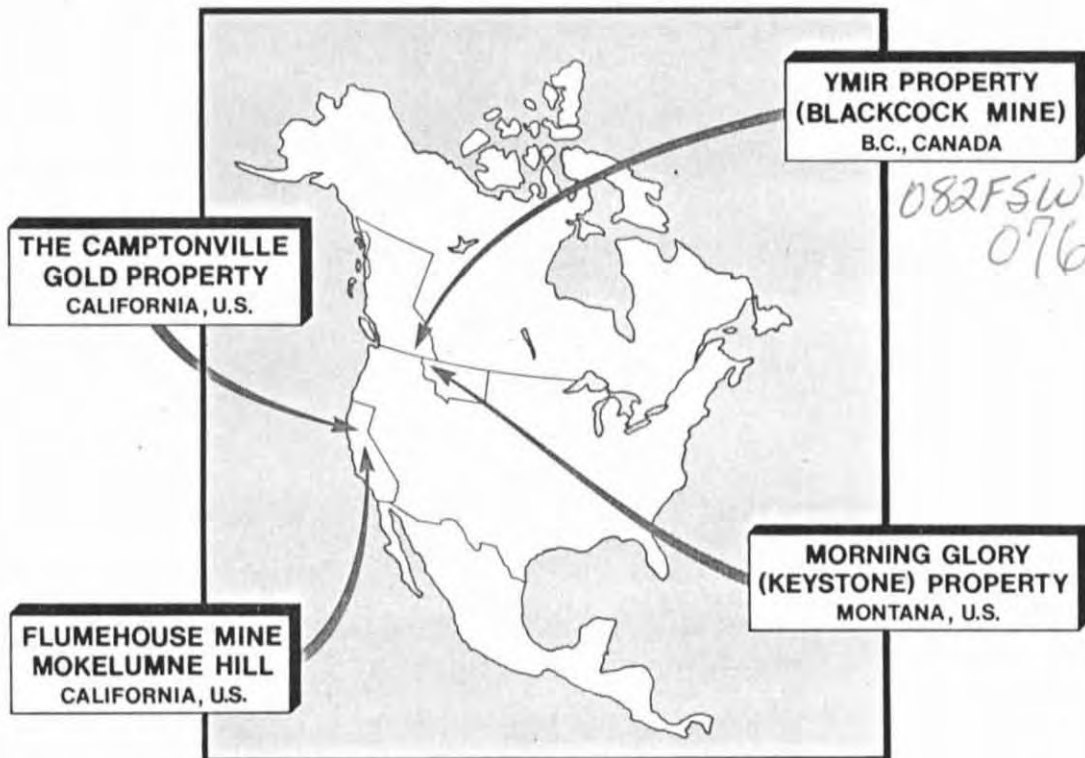 YMIR PROPERTY
(BLACKCOCK MINE)
B.C., CANADA
082FSW
076
THE CAMPTONVILLE
GOLD PROPERTY
CALIFORNIA, U.S.
MORNING GLORY
(KEYSTONE) PROPERTY
MONTANA, U.S.
FLUMEHOUSE MINE
MOKELUMNE HILL
CALIFORNIA, U.S.